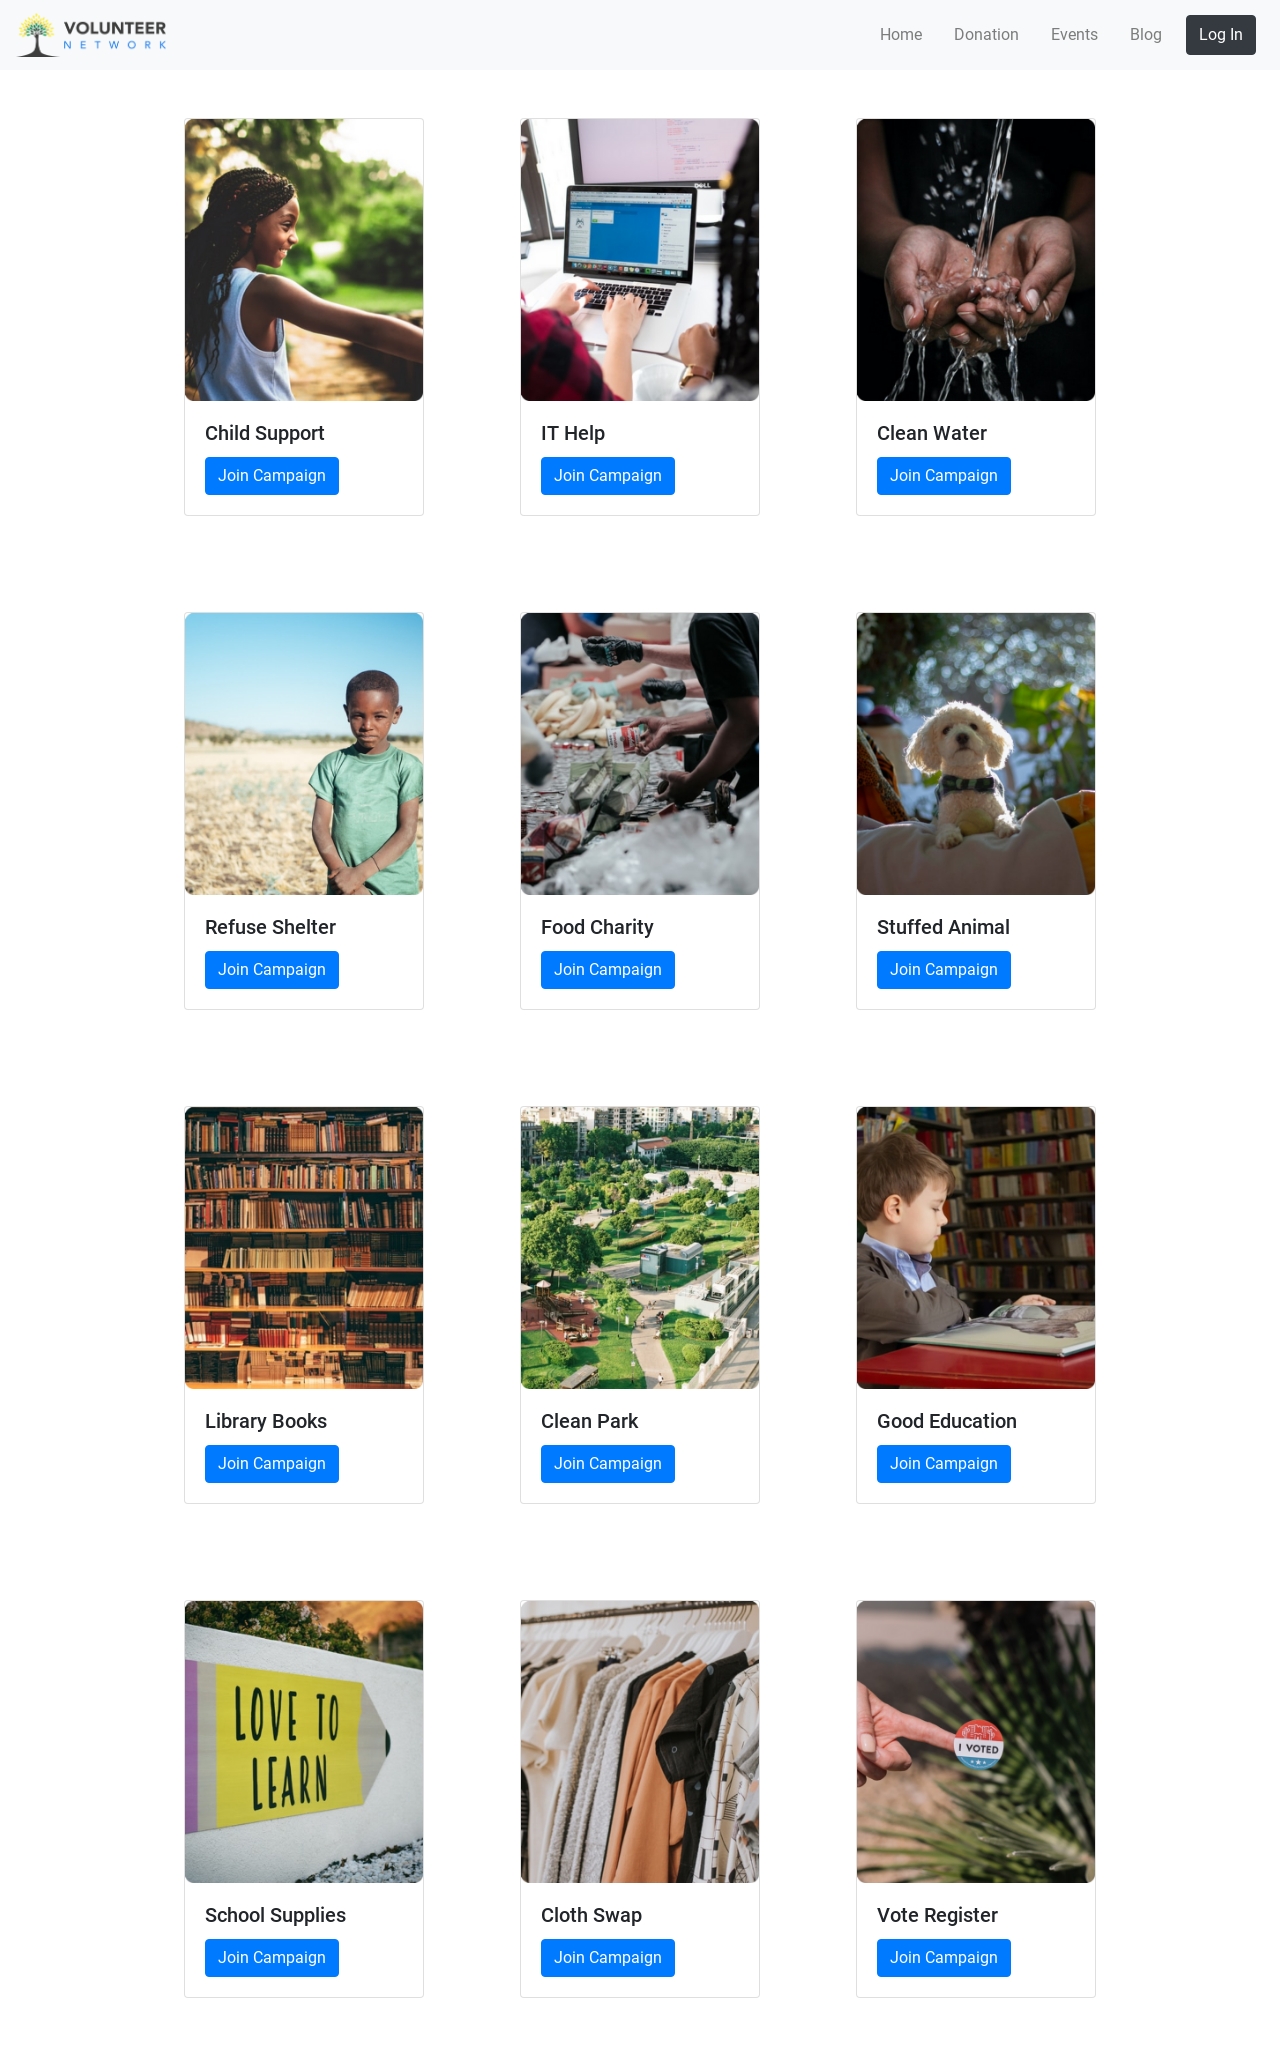 VOLUNTEER
NETWORK
Home
Donation
Events
Blog
Log In
DELL
Child Support
IT Help
Clean Water
Join Campaign
Join Campaign
Join Campaign
Refuse Shelter
Food Charity
Stuffed Animal
Join Campaign
Join Campaign
Join Campaign
Library Books
Clean Park
Good Education
Join Campaign
Join Campaign
Join Campaign
LOVE TO
LEARN
I VOTED
School Supplies
Cloth Swap
Vote Register
Join Campaign
Join Campaign
Join Campaign